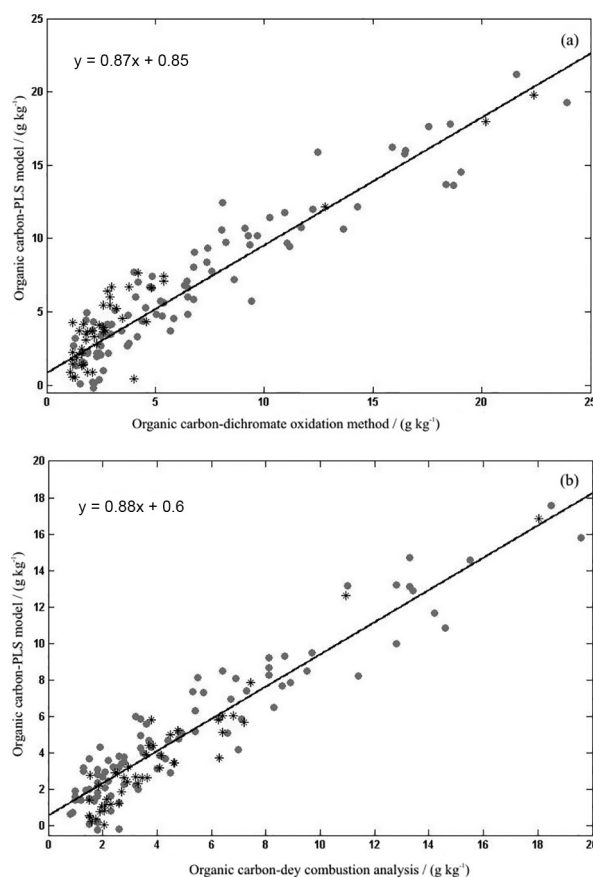 (a)
y = 0.87x + 0.85
Organic carbon-PLS model / (g kg⁻¹)
25
20
15
10
5
0
0 5 10 15 20 25
Organic carbon-dichromate oxidation method / (g kg⁻¹)
(b)
y = 0.88x + 0.6
Organic carbon-PLS model / (g kg⁻¹)
20
18
16
14
12
10
8
6
4
2
0
0 2 4 6 8 10 12 14 16 18 20
Organic carbon-dey combustion analysis / (g kg⁻¹)